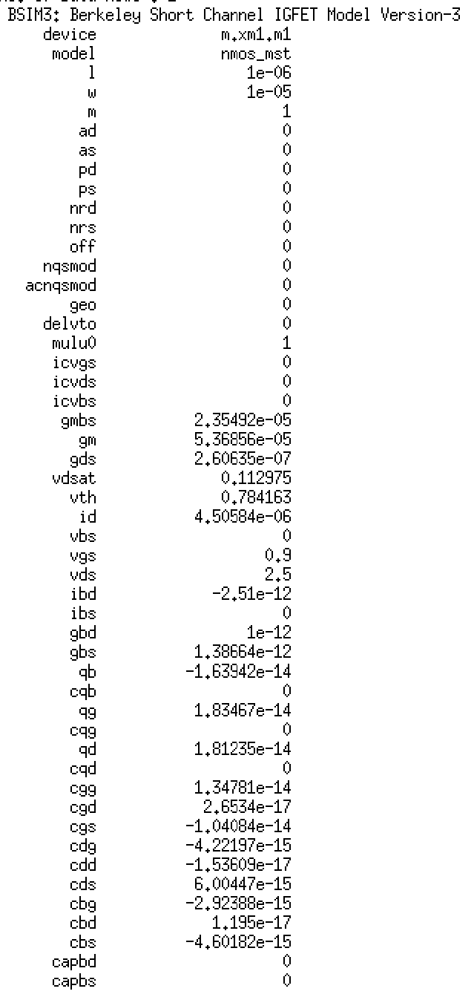 BSIM3: Berkeley Short Channel IGFET Model Version-3
device m.xm1.m1
model nmos_mst
l 1e-06
w 1e-05
m 1
ad 0
as 0
pd 0
ps 0
nrd 0
nrs 0
off 0
nqsmod 0
acnqsmod 0
geo 0
delvto 0
mulu0 1
icvgs 0
icvds 0
icvbs 0
gmbs 2.35492e-05
gm 5.36856e-05
gds 2.60635e-07
vdsat 0.112975
vth 0.784163
id 4.50584e-06
vbs 0
vgs 0.9
vds 2.5
ibd -2.51e-12
ibs 0
gbd 1e-12
gbs 1.38664e-12
qb -1.63942e-14
cqb 0
qg 1.83467e-14
cqg 0
qd 1.81235e-14
cqd 0
cgg 1.34781e-14
cgd 2.6534e-17
cgs -1.04084e-14
cdg -4.22197e-15
cdd -1.53609e-17
cds 6.00447e-15
cbg -2.92388e-15
cbd 1.195e-17
cbs -4.60182e-15
capbd 0
capbs 0